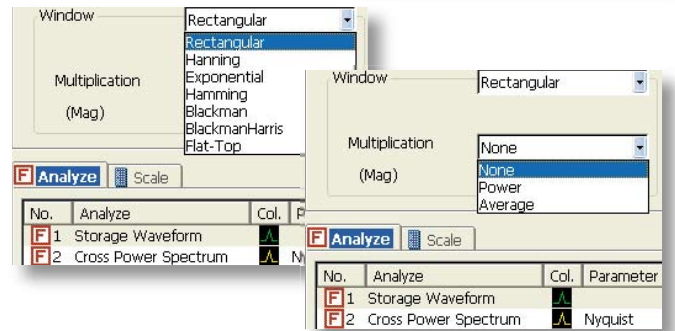 Window
Rectangular
Rectangular
Hanning
Exponential
Hamming
Blackman
BlackmanHarris
Flat-Top
Multiplication
(Mag)
F Analyze
Scale
No. Analyze Col.
F 1 Storage Waveform
F 2 Cross Power Spectrum
Window
Rectangular
Multiplication
(Mag)
None
None
Power
Average
F Analyze
Scale
No. Analyze Col. Parameter
F 1 Storage Waveform
F 2 Cross Power Spectrum Nyquist